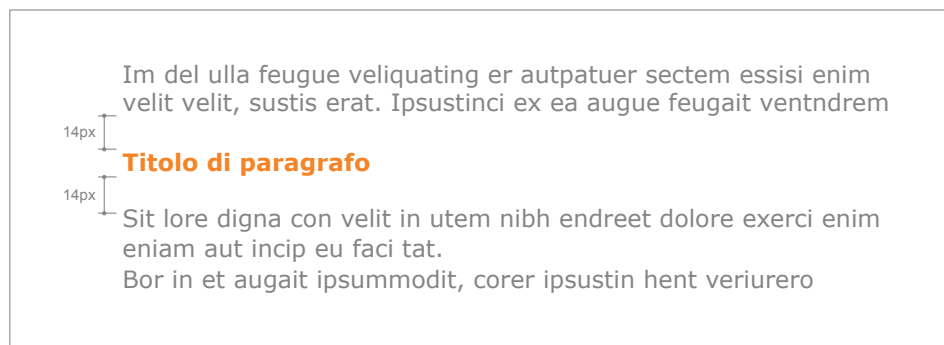 Im del ulla feugue veliquating er autpatuer sectem essisi enim
velit velit, sustis erat. Ipsustinci ex ea augue feugait ventndrem
14px
Titolo di paragrafo
14px
Sit lore digna con velit in utem nibh endreet dolore exerci enim
eniam aut incip eu faci tat.
Bor in et augait ipsummodit, corer ipsustin hent veriurero